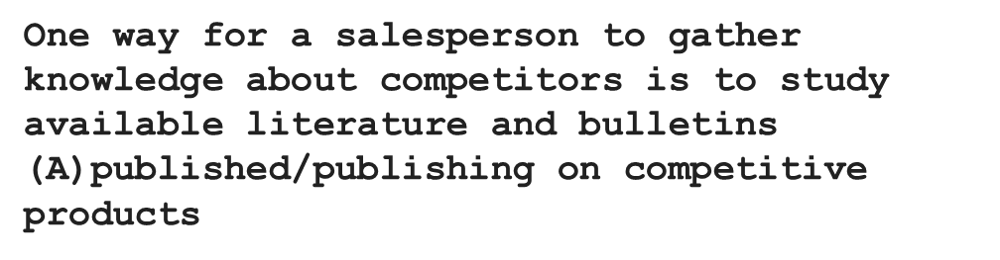 One way for a salesperson to gather
knowledge about competitors is to study
available literature and bulletins
(A)published/publishing on competitive
products